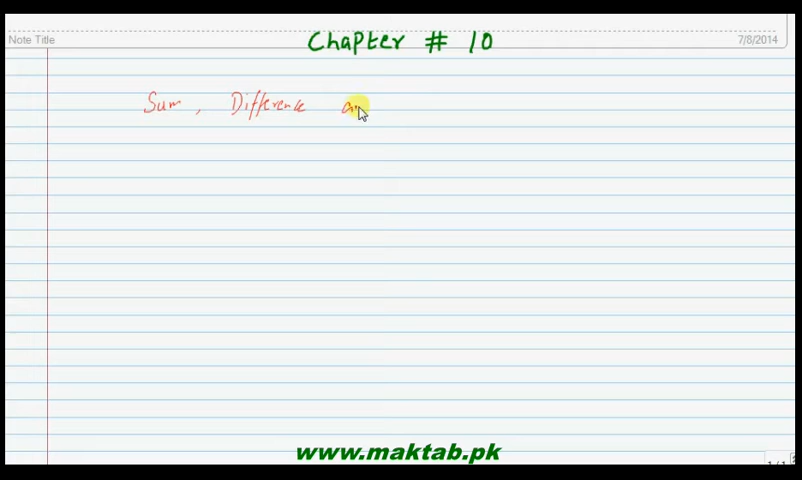 Chapter # 10
Note Title
7/8/2014
Sum, Difference
www.maktab.pk